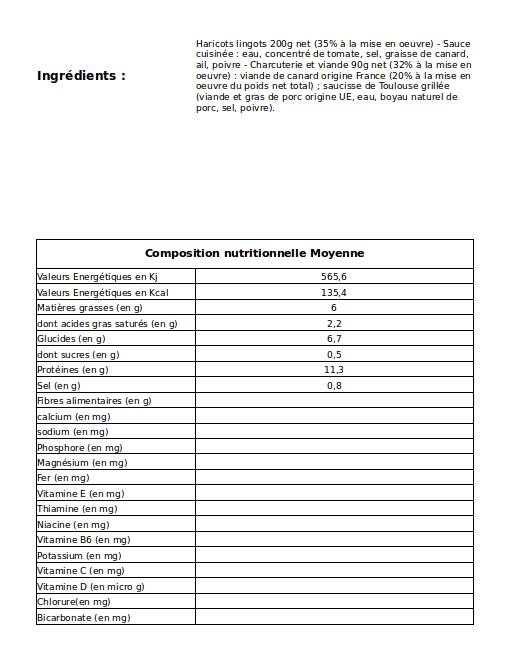 Haricots lingots 200g net (35% à la mise en oeuvre) - Sauce
cuisinée : eau, concentré de tomate, sel, graisse de canard,
ail, poivre - Charcuterie et viande 90g net (32% à la mise en
Ingrédients : oeuvre) : viande de canard origine France (20% à la mise en
oeuvre du poids net total) ; saucisse de Toulouse grillée
(viande et gras de porc origine UE, eau, boyau naturel de
porc, sel, poivre).
Composition nutritionnelle Moyenne
Valeurs Energétiques en Kj 565,6
Valeurs Energétiques en Kcal 135,4
Matières grasses (en g) 6
dont acides gras saturés (en g) 2,2
Glucides (en g) 6,7
dont sucres (en g) 0,5
Protéines (en g) 11,3
Sel (en g) 0,8
Fibres alimentaires (en g)
calcium (en mg)
sodium (en mg)
Phosphore (en mg)
Magnésium (en mg)
Fer (en mg)
Vitamine E (en mg)
Thiamine (en mg)
Niacine (en mg)
Vitamine B6 (en mg)
Potassium (en mg)
Vitamine C (en mg)
Vitamine D (en micro g)
Chlorure(en mg)
Bicarbonate (en mg)